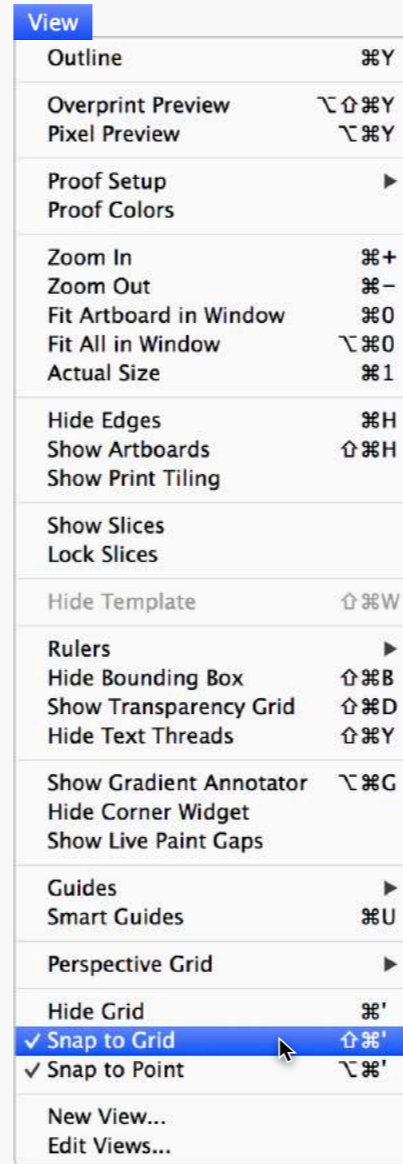 View
Outline ⌘Y
Overprint Preview ⌥⇧⌘Y
Pixel Preview ⌥⌘Y
Proof Setup ▶
Proof Colors
Zoom In ⌘+
Zoom Out ⌘−
Fit Artboard in Window ⌘0
Fit All in Window ⌥⌘0
Actual Size ⌘1
Hide Edges ⌘H
Show Artboards ⇧⌘H
Show Print Tiling
Show Slices
Lock Slices
Hide Template ⇧⌘W
Rulers ▶
Hide Bounding Box ⇧⌘B
Show Transparency Grid ⇧⌘D
Hide Text Threads ⇧⌘Y
Show Gradient Annotator ⌥⌘G
Hide Corner Widget
Show Live Paint Gaps
Guides ▶
Smart Guides ⌘U
Perspective Grid ▶
Hide Grid ⌘'
✓ Snap to Grid ⇧⌘'
✓ Snap to Point ⌥⌘'
New View...
Edit Views...